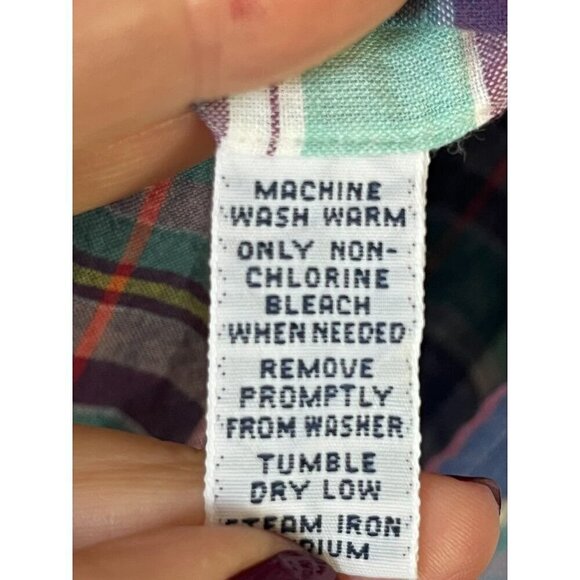 MACHINE
WASH WARM
ONLY NON-
CHLORINE
BLEACH
WHEN NEEDED
REMOVE
PROMPTLY
FROM WASHER
TUMBLE
DRY LOW
STEAM IRON